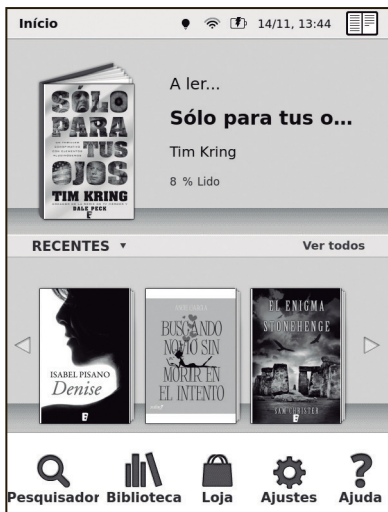 Início 14/11, 13:44
A ler...
Sólo para tus o...
Tim Kring
8 % Lido
SÓLO
PARA
TUS
OJOS
TIM KRING
DALE PECK
RECENTES ▼ Ver todos
ISABEL PISANO
Denise
BUSCANDO
NOVIO SIN
MORIR EN
EL INTENTO
EL ENIGMA
STONEHENGE
SAM CHRISTER
Pesquisador Biblioteca Loja Ajustes Ajuda